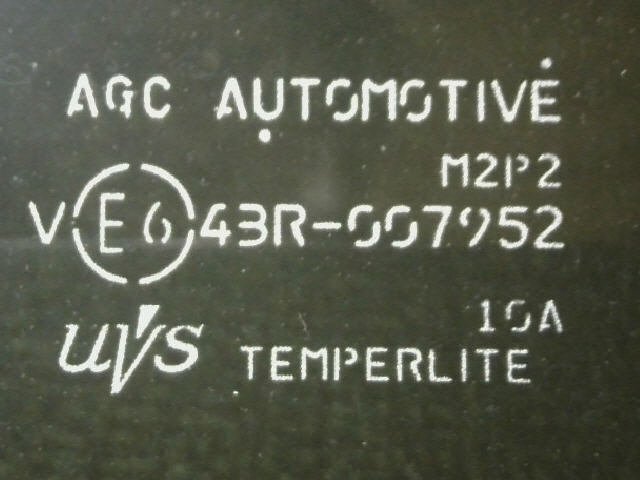 AGC AUTOMOTIVE
M2P2
V E6 43R-007952
10A
uvs TEMPERLITE